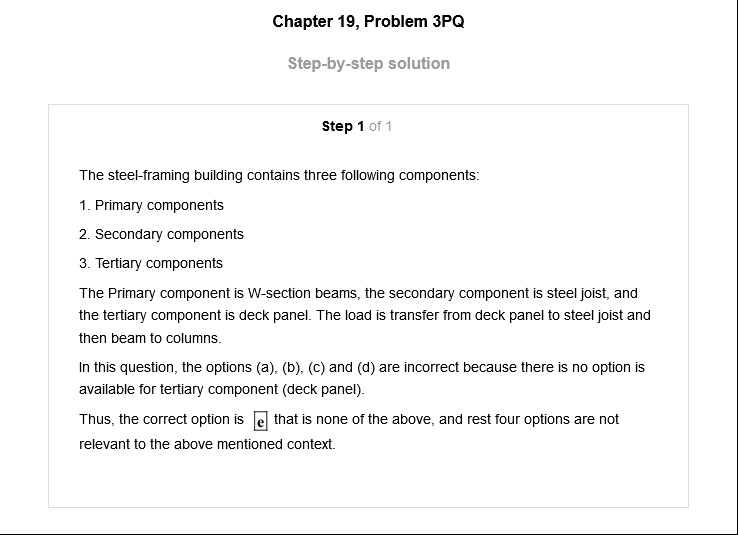 Chapter 19, Problem 3PQ
Step-by-step solution
Step 1 of 1
The steel-framing building contains three following components:
1. Primary components
2. Secondary components
3. Tertiary components
The Primary component is W-section beams, the secondary component is steel joist, and
the tertiary component is deck panel. The load is transfer from deck panel to steel joist and
then beam to columns.
In this question, the options (a), (b), (c) and (d) are incorrect because there is no option is
available for tertiary component (deck panel).
Thus, the correct option is e that is none of the above, and rest four options are not
relevant to the above mentioned context.